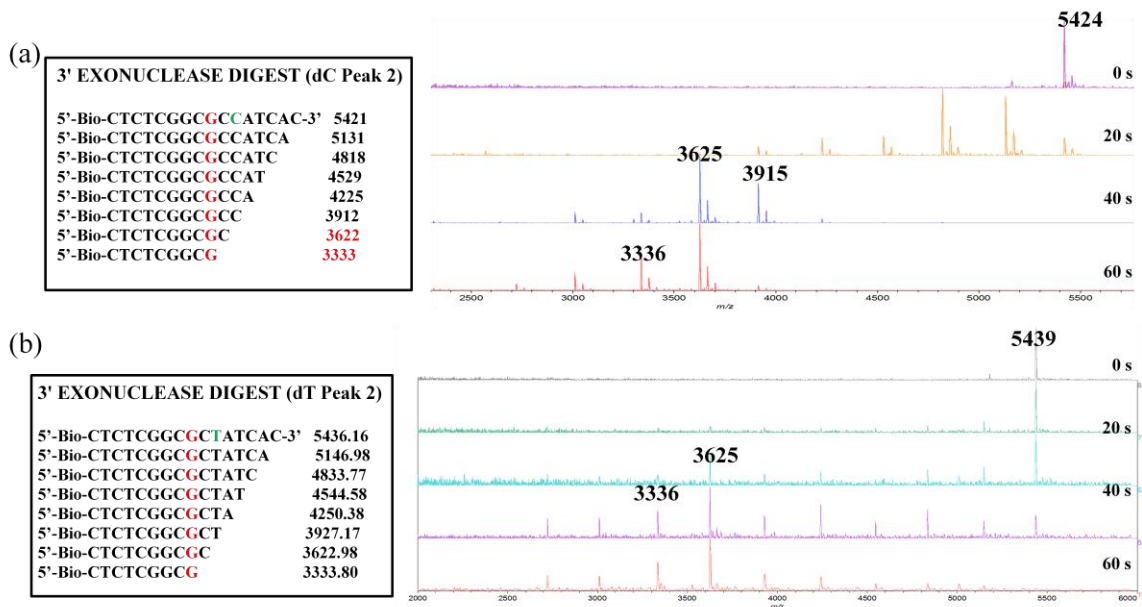 (a)
3' EXONUCLEASE DIGEST (dC Peak 2)
5'-Bio-CTCTCGGCGCCATCAC-3' 5421
5'-Bio-CTCTCGGCGCCATCA 5131
5'-Bio-CTCTCGGCGCCATC 4818
5'-Bio-CTCTCGGCGCCAT 4529
5'-Bio-CTCTCGGCGCCA 4225
5'-Bio-CTCTCGGCGCC 3912
5'-Bio-CTCTCGGCGC 3622
5'-Bio-CTCTCGGCG 3333
5424
0 s
20 s
3625
3915
40 s
3336
60 s
2500 3000 3500 4000 4500 5000 5500
m/z
(b)
3' EXONUCLEASE DIGEST (dT Peak 2)
5'-Bio-CTCTCGGCGCTATCAC-3' 5436.16
5'-Bio-CTCTCGGCGCTATCA 5146.98
5'-Bio-CTCTCGGCGCTATC 4833.77
5'-Bio-CTCTCGGCGCTAT 4544.58
5'-Bio-CTCTCGGCGCTA 4250.38
5'-Bio-CTCTCGGCGCT 3927.17
5'-Bio-CTCTCGGCGC 3622.98
5'-Bio-CTCTCGGCG 3333.80
5439
0 s
20 s
3625
3336
40 s
60 s
2000 2500 3000 3500 4000 4500 5000 5500 6000
m/z